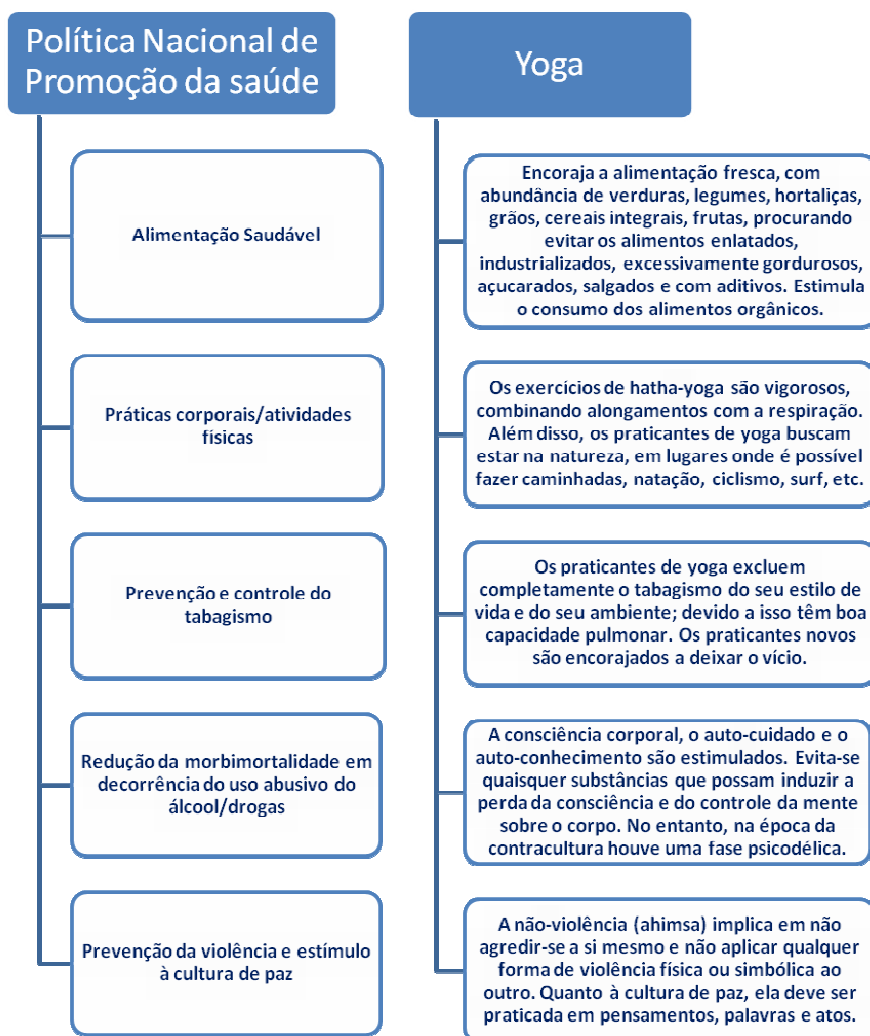 Política Nacional de
Promoção da saúde
Yoga
Alimentação Saudável
Encoraja a alimentação fresca, com
abundância de verduras, legumes, hortaliças,
grãos, cereais integrais, frutas, procurando
evitar os alimentos enlatados,
industrializados, excessivamente gordurosos,
açucarados, salgados e com aditivos. Estimula
o consumo dos alimentos orgânicos.
Práticas corporais/atividades
físicas
Os exercícios de hatha-yoga são vigorosos,
combinando alongamentos com a respiração.
Além disso, os praticantes de yoga buscam
estar na natureza, em lugares onde é possível
fazer caminhadas, natação, ciclismo, surf, etc.
Prevenção e controle do
tabagismo
Os praticantes de yoga excluem
completamente o tabagismo do seu estilo de
vida e do seu ambiente; devido a isso têm boa
capacidade pulmonar. Os praticantes novos
são encorajados a deixar o vício.
Redução da morbimortalidade em
decorrência do uso abusivo do
álcool/drogas
A consciência corporal, o auto-cuidado e o
auto-conhecimento são estimulados. Evita-se
quaisquer substâncias que possam induzir a
perda da consciência e do controle da mente
sobre o corpo. No entanto, na época da
contracultura houve uma fase psicodélica.
Prevenção da violência e estímulo
à cultura de paz
A não-violência (ahimsa) implica em não
agredir-se a si mesmo e não aplicar qualquer
forma de violência física ou simbólica ao
outro. Quanto à cultura de paz, ela deve ser
praticada em pensamentos, palavras e atos.